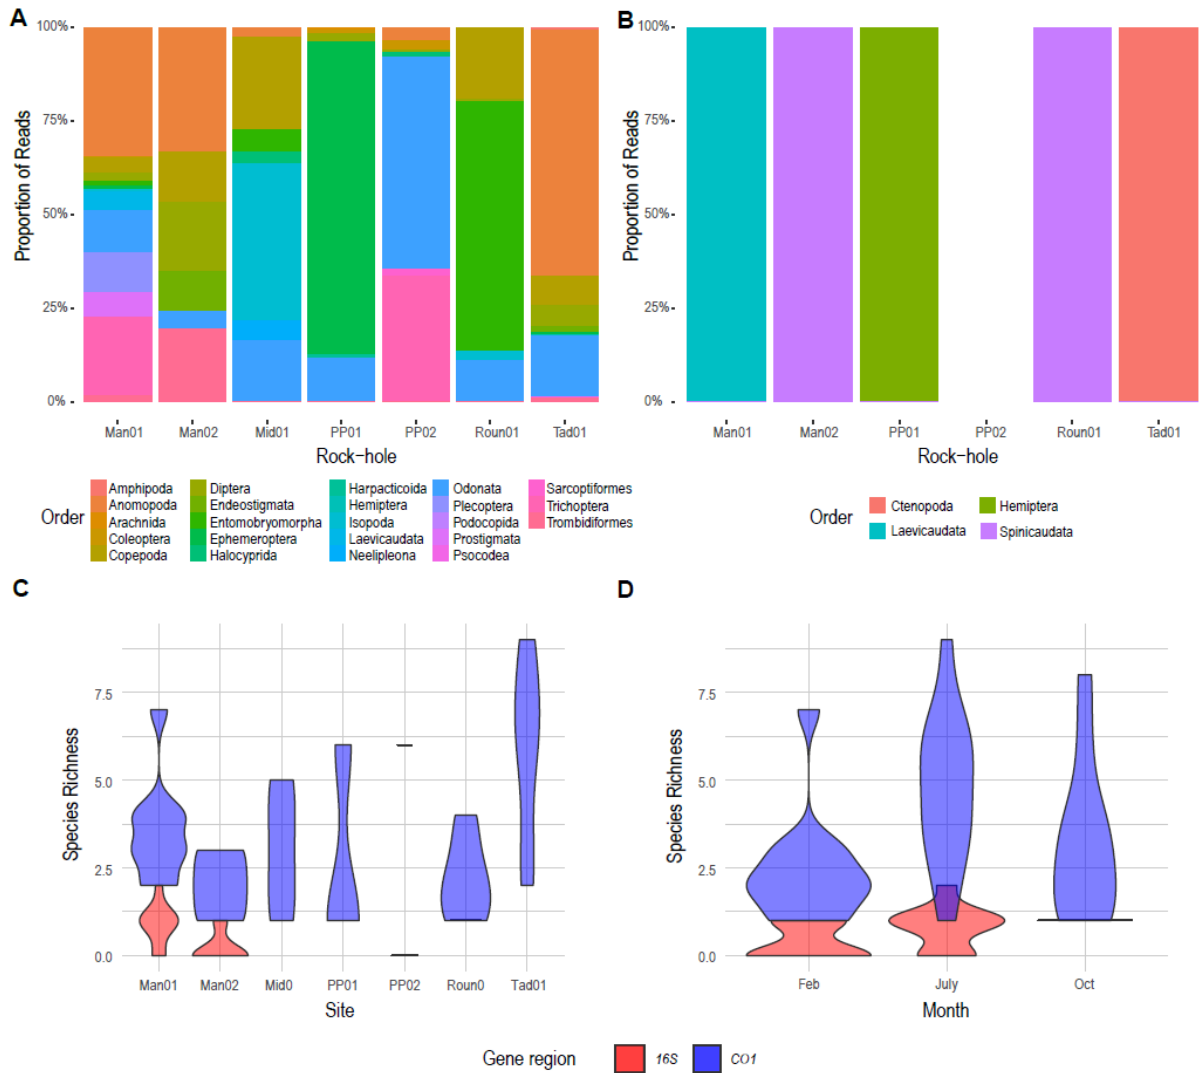 A
B
100%
75%
50%
25%
0%
Proportion of Reads
Man01 Man02 Mid01 PP01 PP02 Roun01 Tad01
Rock-hole
100%
75%
50%
25%
0%
Proportion of Reads
Man01 Man02 PP01 PP02 Roun01 Tad01
Rock-hole
Order
Amphipoda Diptera Harpacticoida Odonata Sarcoptiformes
Anomopoda Endeostigmata Hemiptera Plecoptera Trichoptera
Arachnida Entomobryomorpha Isopoda Podocopida Trombidiformes
Coleoptera Ephemeroptera Laevicaudata Prostigmata
Copepoda Halocyprida Neelipleona Psocodea
Order
Ctenopoda Hemiptera
Laevicaudata Spinicaudata
C
D
7.5
5.0
2.5
0.0
Species Richness
Man01 Man02 Mid0 PP01 PP02 Roun0 Tad01
Site
7.5
5.0
2.5
0.0
Species Richness
Feb July Oct
Month
Gene region 16S CO1